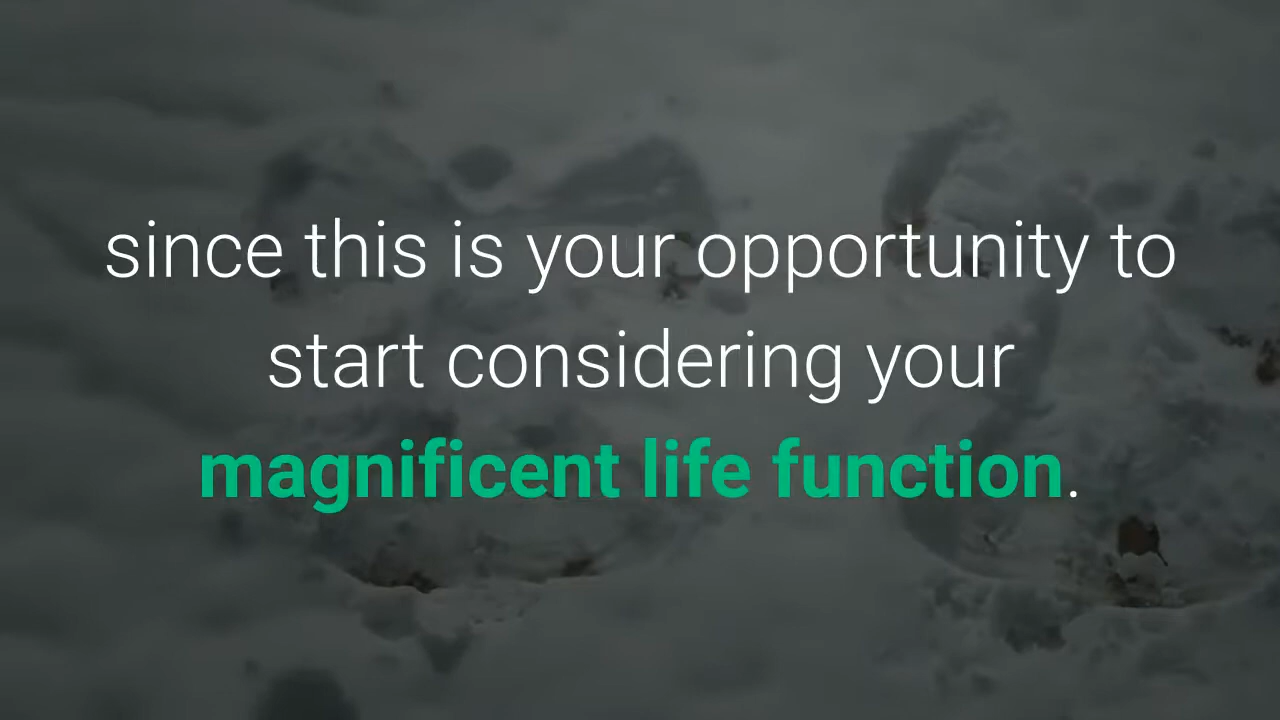 since this is your opportunity to
start considering your
magnificent life function.